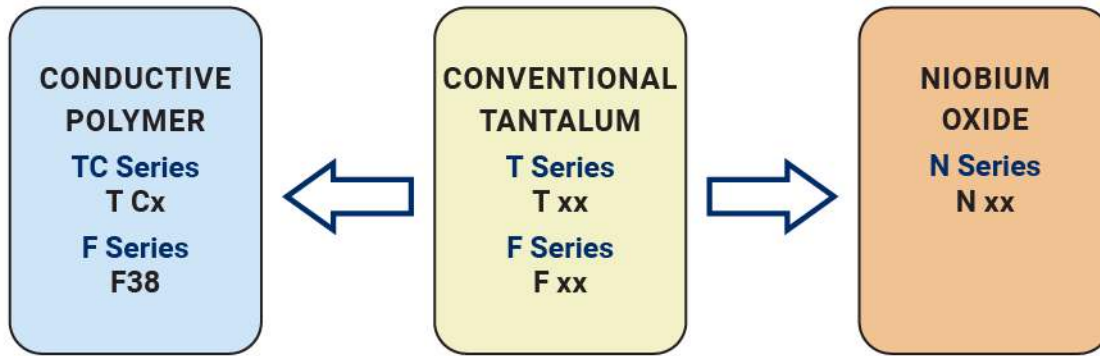 CONDUCTIVE
POLYMER
TC Series
T Cx
F Series
F38
CONVENTIONAL
TANTALUM
T Series
T xx
F Series
F xx
NIOBIUM
OXIDE
N Series
N xx